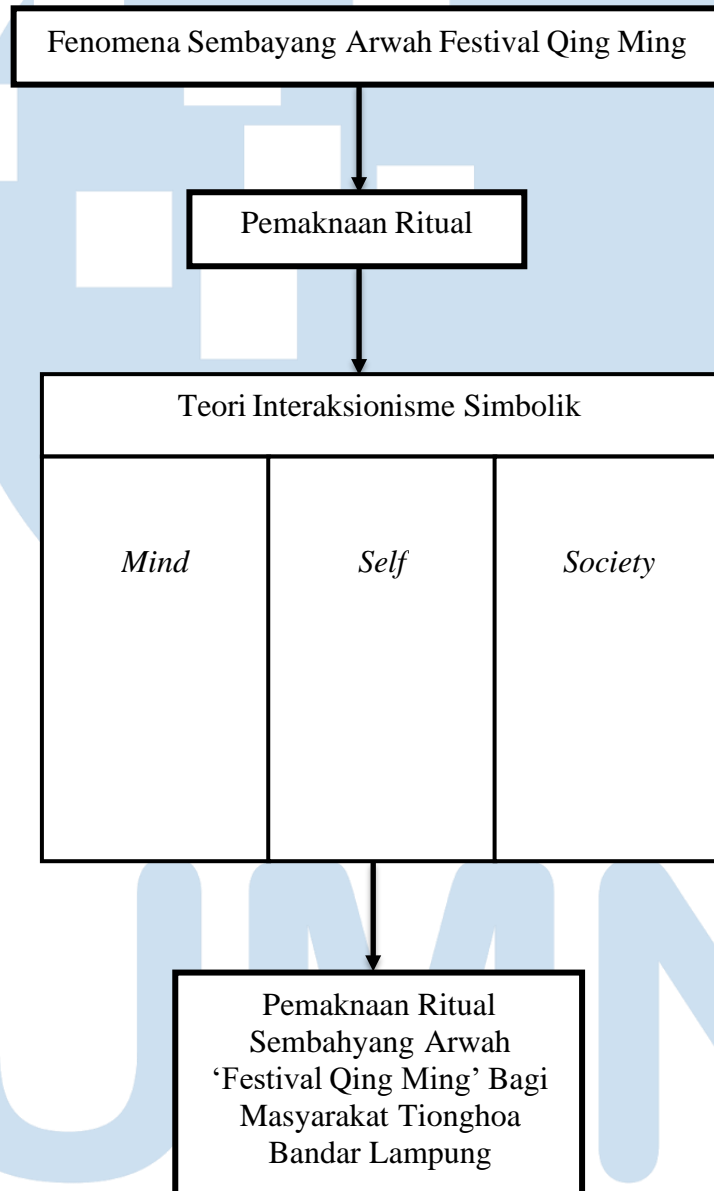 Fenomena Sembayang Arwah Festival Qing Ming
Pemaknaan Ritual
Teori Interaksionisme Simbolik
Mind
Self
Society
Pemaknaan Ritual
Sembahyang Arwah
‘Festival Qing Ming’ Bagi
Masyarakat Tionghoa
Bandar Lampung
UMN